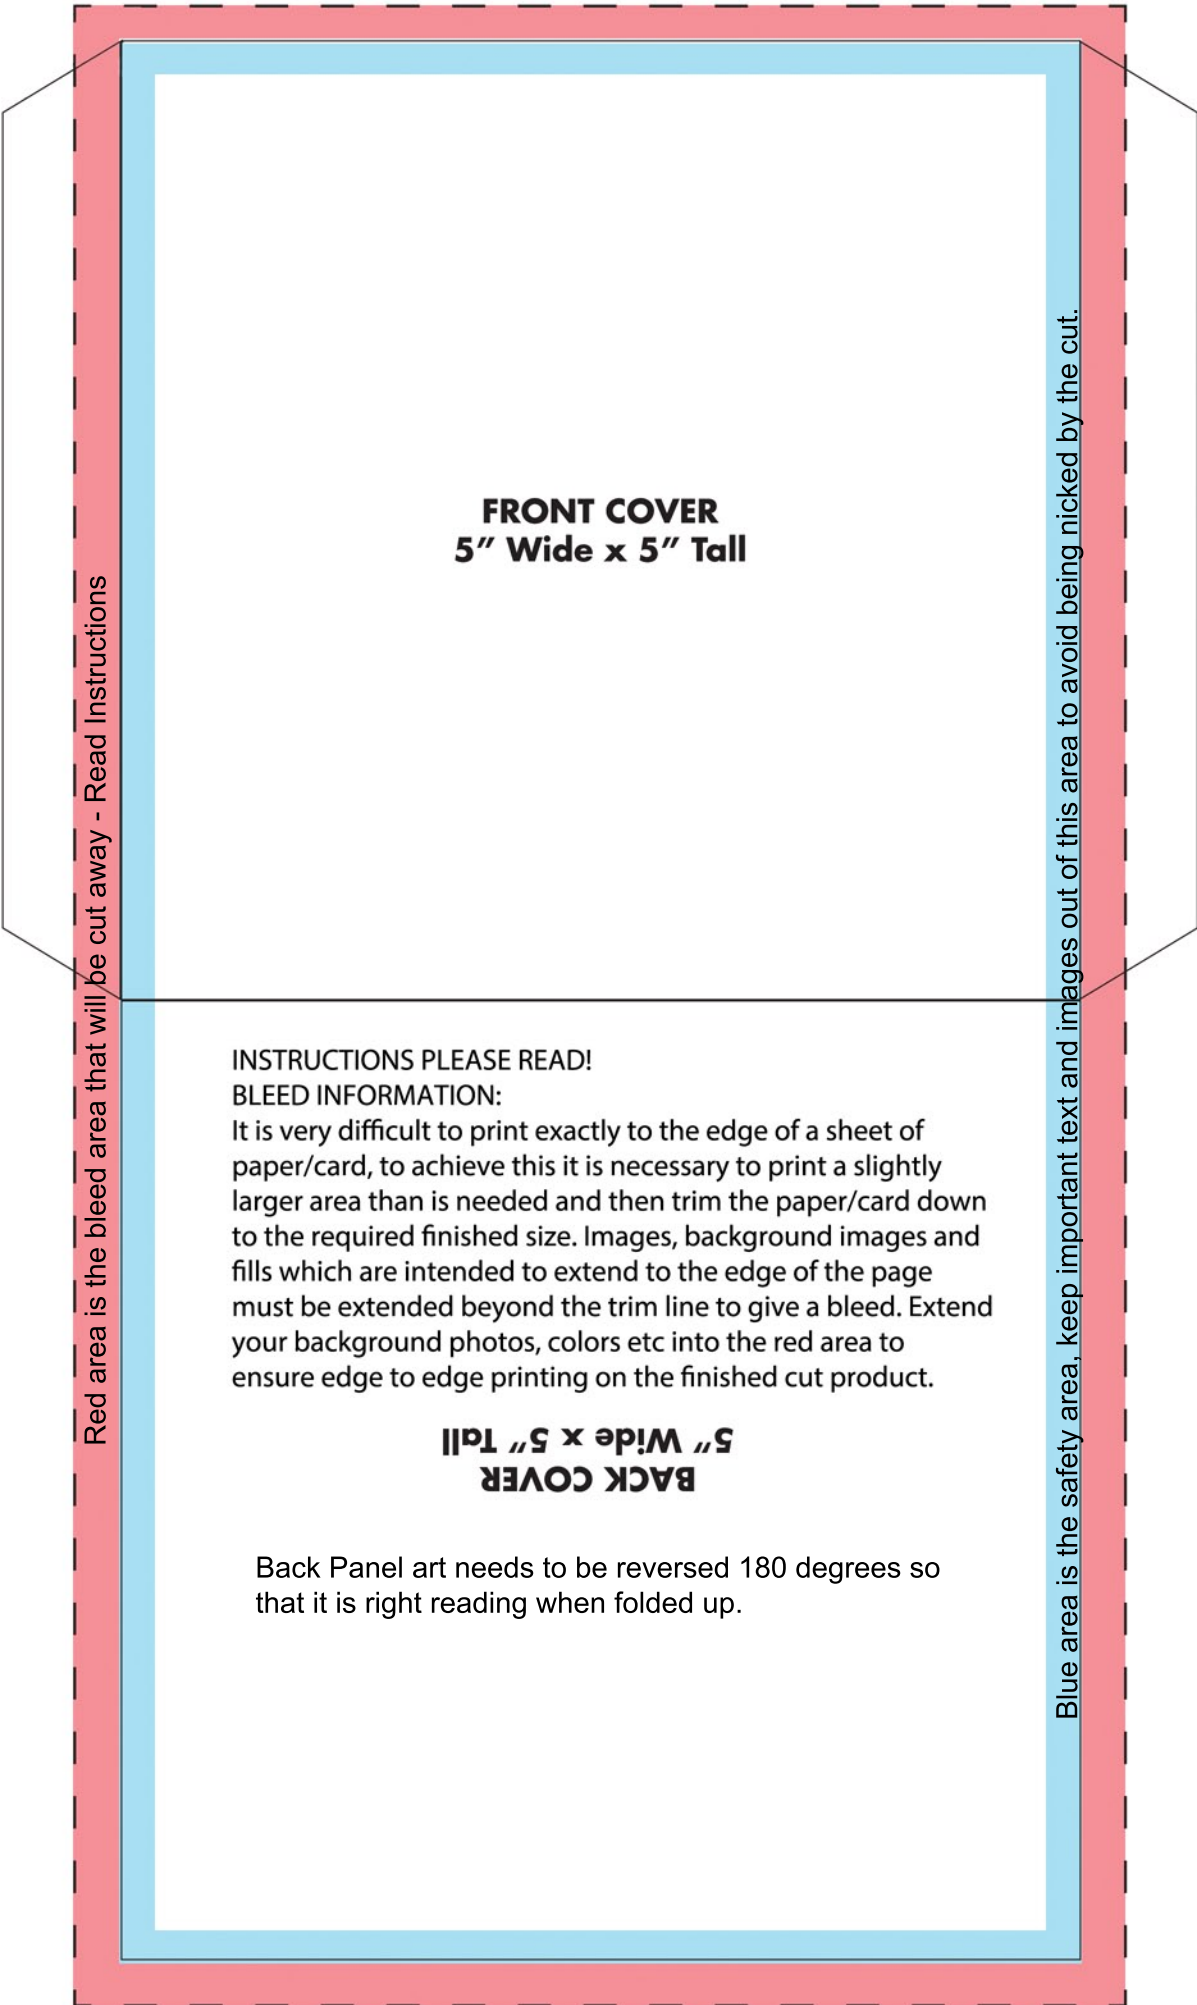 FRONT COVER
5″ Wide x 5″ Tall
Red area is the bleed area that will be cut away - Read Instructions
Blue area is the safety area, keep important text and images out of this area to avoid being nicked by the cut.
INSTRUCTIONS PLEASE READ!
BLEED INFORMATION:
It is very difficult to print exactly to the edge of a sheet of
paper/card, to achieve this it is necessary to print a slightly
larger area than is needed and then trim the paper/card down
to the required finished size. Images, background images and
fills which are intended to extend to the edge of the page
must be extended beyond the trim line to give a bleed. Extend
your background photos, colors etc into the red area to
ensure edge to edge printing on the finished cut product.
BACK COVER
5″ Wide x 5″ Tall
Back Panel art needs to be reversed 180 degrees so
that it is right reading when folded up.